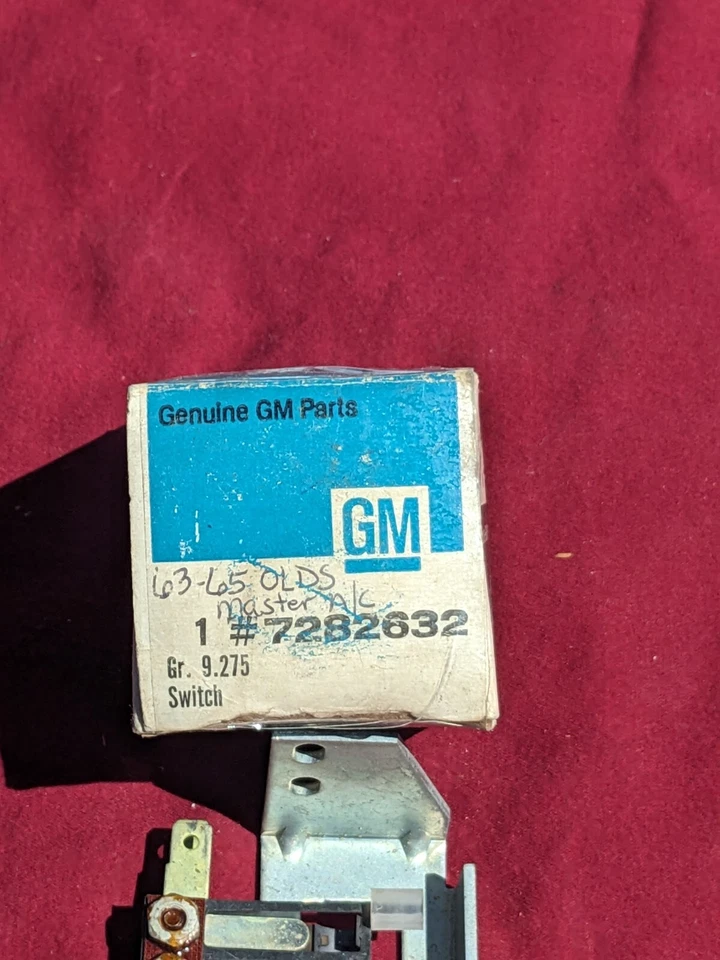 Genuine GM Parts
GM
63-65 OLDS
Master A/C
1 #7282632
Gr. 9.275
Switch